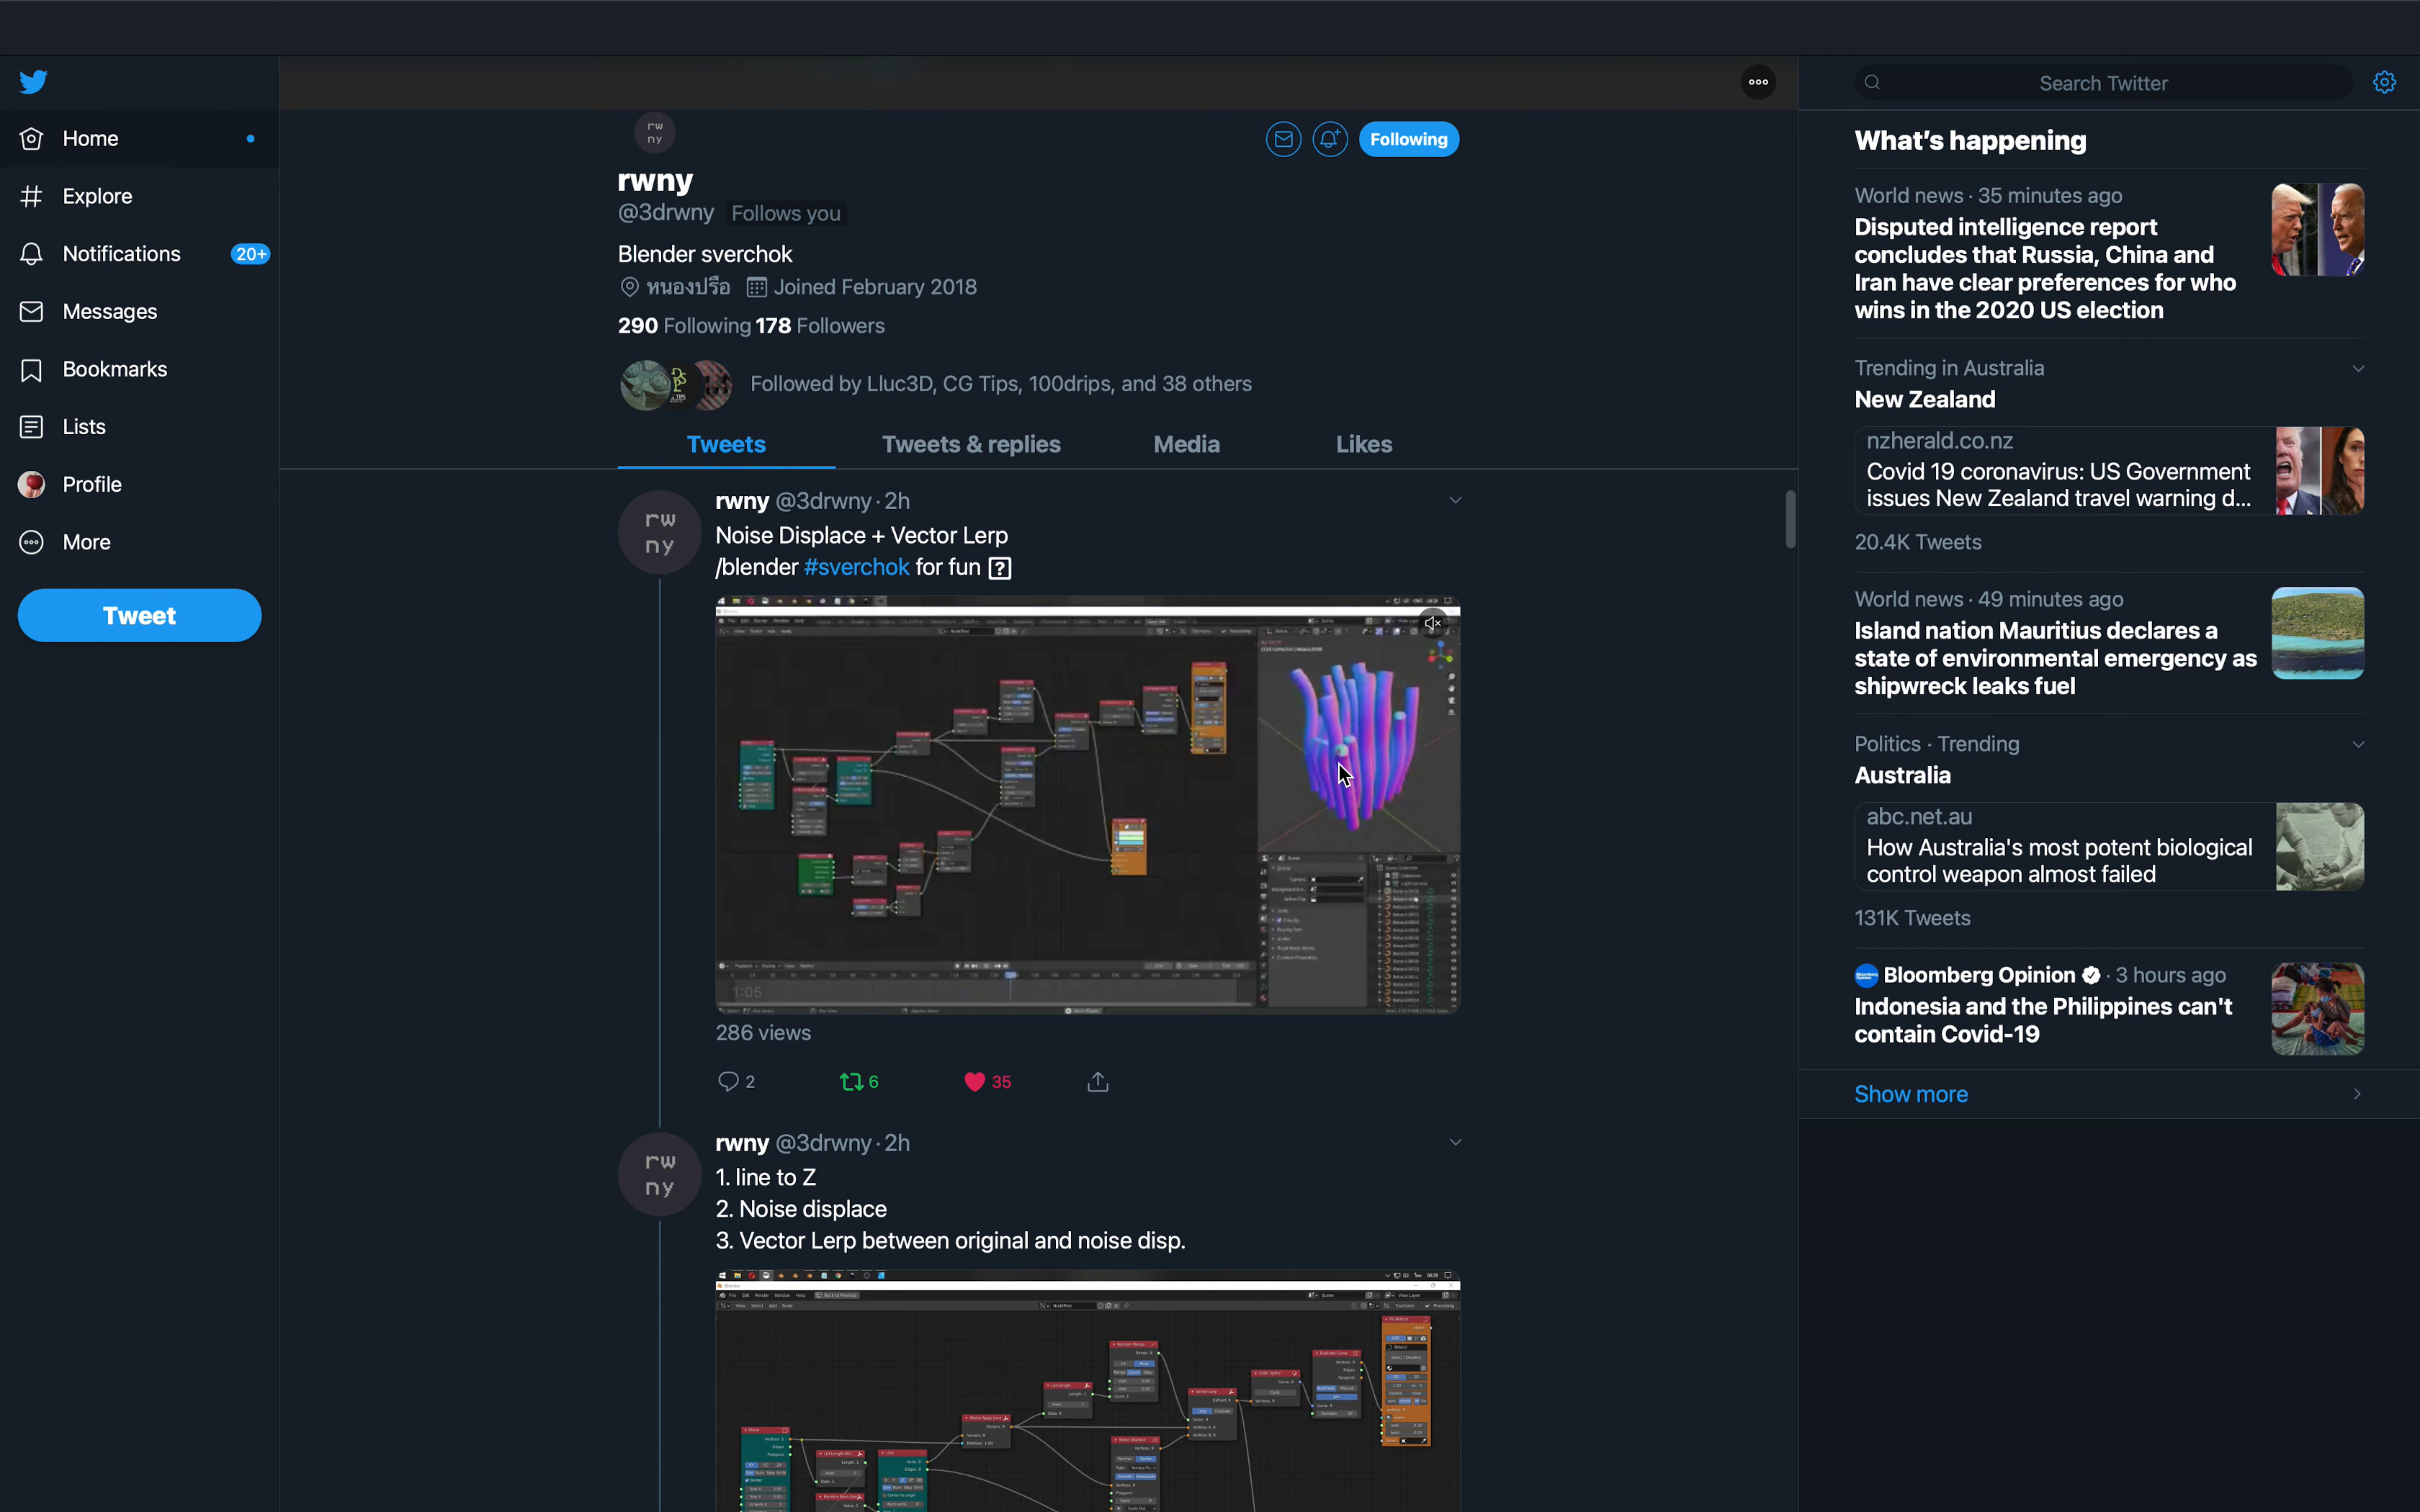 Home
Explore
Notifications
20+
Messages
Bookmarks
Lists
Profile
More
Tweet
rw
ny
Following
rwny
@3drwny Follows you
Blender sverchok
หนองปรือ Joined February 2018
290 Following 178 Followers
Followed by Lluc3D, CG Tips, 100drips, and 38 others
Tweets
Tweets & replies
Media
Likes
rw
ny
rwny @3drwny · 2h
Noise Displace + Vector Lerp
/blender #sverchok for fun
1:05
286 views
2
6
35
rw
ny
rwny @3drwny · 2h
1. line to Z
2. Noise displace
3. Vector Lerp between original and noise disp.
Search Twitter
What's happening
World news · 35 minutes ago
Disputed intelligence report
concludes that Russia, China and
Iran have clear preferences for who
wins in the 2020 US election
Trending in Australia
New Zealand
nzherald.co.nz
Covid 19 coronavirus: US Government
issues New Zealand travel warning d...
20.4K Tweets
World news · 49 minutes ago
Island nation Mauritius declares a
state of environmental emergency as
shipwreck leaks fuel
Politics · Trending
Australia
abc.net.au
How Australia's most potent biological
control weapon almost failed
131K Tweets
Bloomberg Opinion · 3 hours ago
Indonesia and the Philippines can't
contain Covid-19
Show more